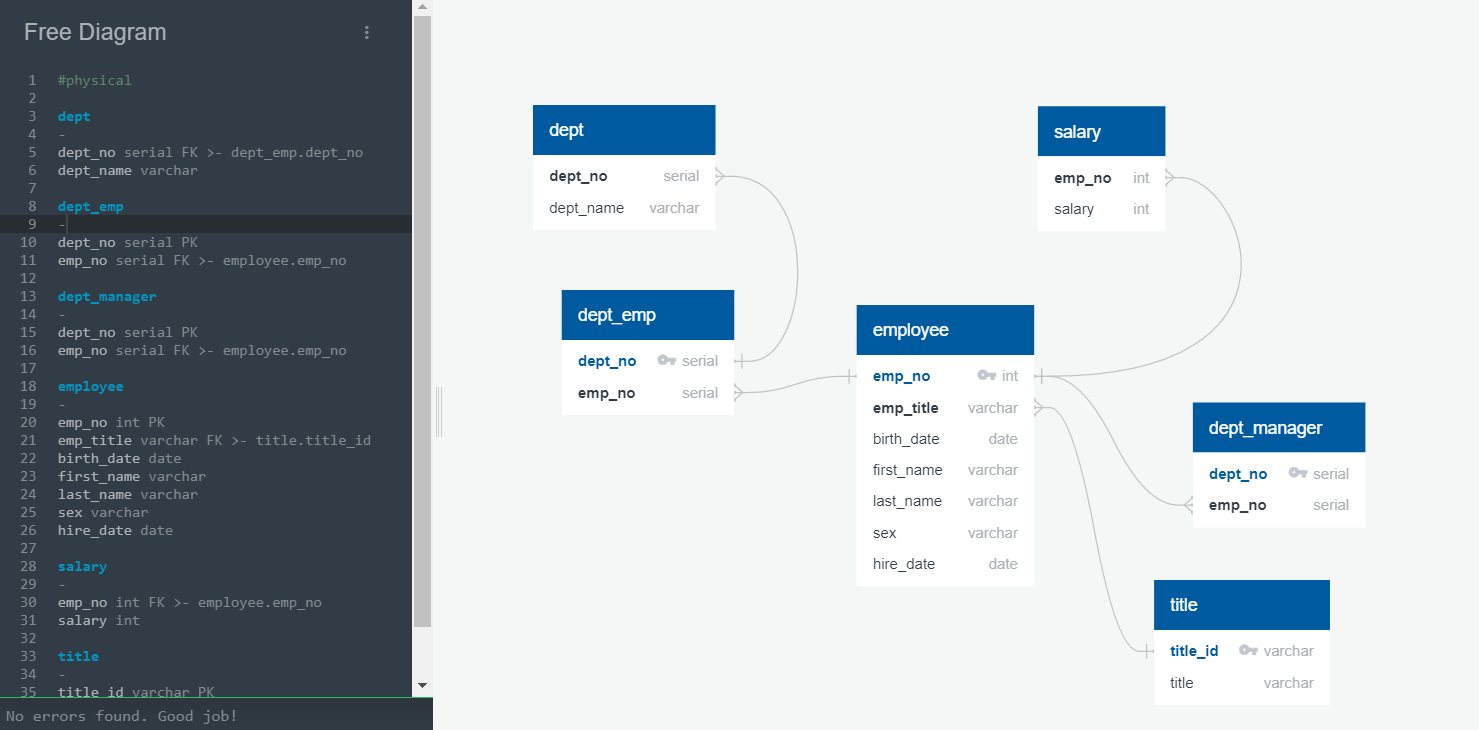 Free Diagram
1 #physical
2
3 dept
4 -
5 dept_no serial FK >- dept_emp.dept_no
6 dept_name varchar
7
8 dept_emp
9 -
10 dept_no serial PK
11 emp_no serial FK >- employee.emp_no
12
13 dept_manager
14 -
15 dept_no serial PK
16 emp_no serial FK >- employee.emp_no
17
18 employee
19 -
20 emp_no int PK
21 emp_title varchar FK >- title.title_id
22 birth_date date
23 first_name varchar
24 last_name varchar
25 sex varchar
26 hire_date date
27
28 salary
29 -
30 emp_no int FK >- employee.emp_no
31 salary int
32
33 title
34 -
35 title_id varchar PK
No errors found. Good job!
dept
dept_no serial
dept_name varchar
salary
emp_no int
salary int
dept_emp
dept_no serial
emp_no serial
employee
emp_no int
emp_title varchar
birth_date date
first_name varchar
last_name varchar
sex varchar
hire_date date
dept_manager
dept_no serial
emp_no serial
title
title_id varchar
title varchar